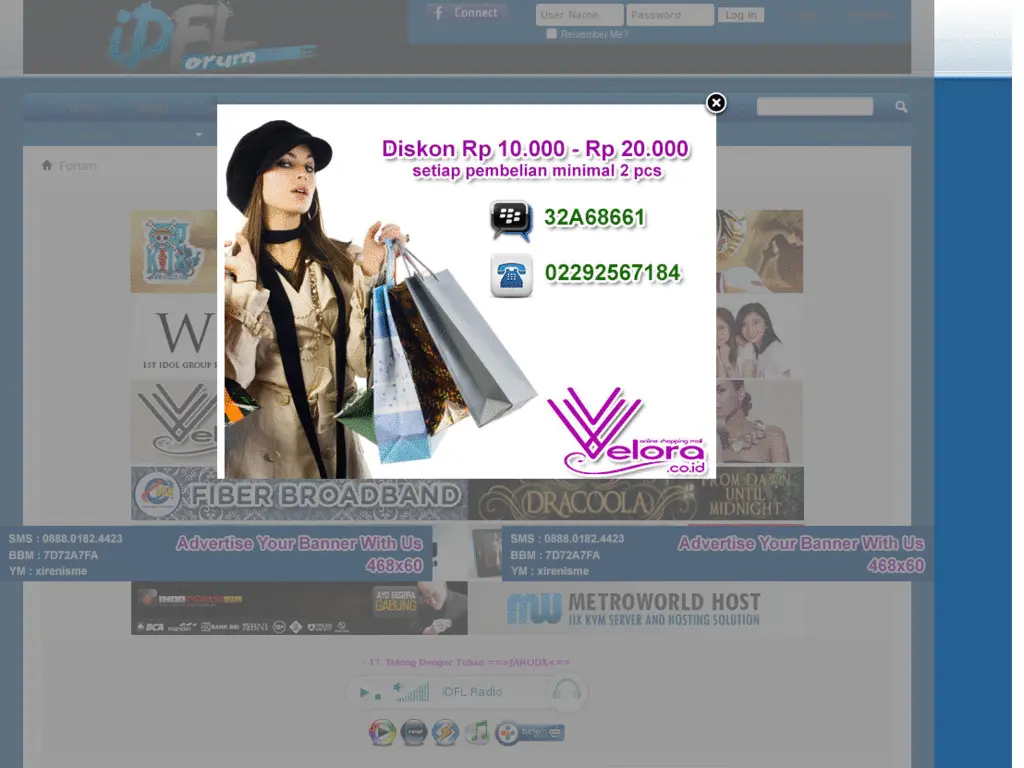 iDFL
Forum
f Connect
User Name
Password
Log in
Remember Me?
Forum
Diskon Rp 10.000 - Rp 20.000
setiap pembelian minimal 2 pcs
32A68661
02292567184
Velora
online shopping mall
.co.id
W
1ST IDOL GROUP
FIBER BROADBAND
DRACOOLA
FROM DAWN
UNTIL
MIDNIGHT
SMS : 0888.0182.4423
BBM : 7D72A7FA
YM : xirenisme
Advertise Your Banner With Us
468x60
SMS : 0888.0182.4423
BBM : 7D72A7FA
YM : xirenisme
Advertise Your Banner With Us
468x60
AYO SEGERA
GABUNG
BCA mandiri BANK BRI BNI
MW METROWORLD HOST
IIX KVM SERVER AND HOSTING SOLUTION
- 17. Tolong Dengar Tuhan ==>JARODX<==
iDFL Radio